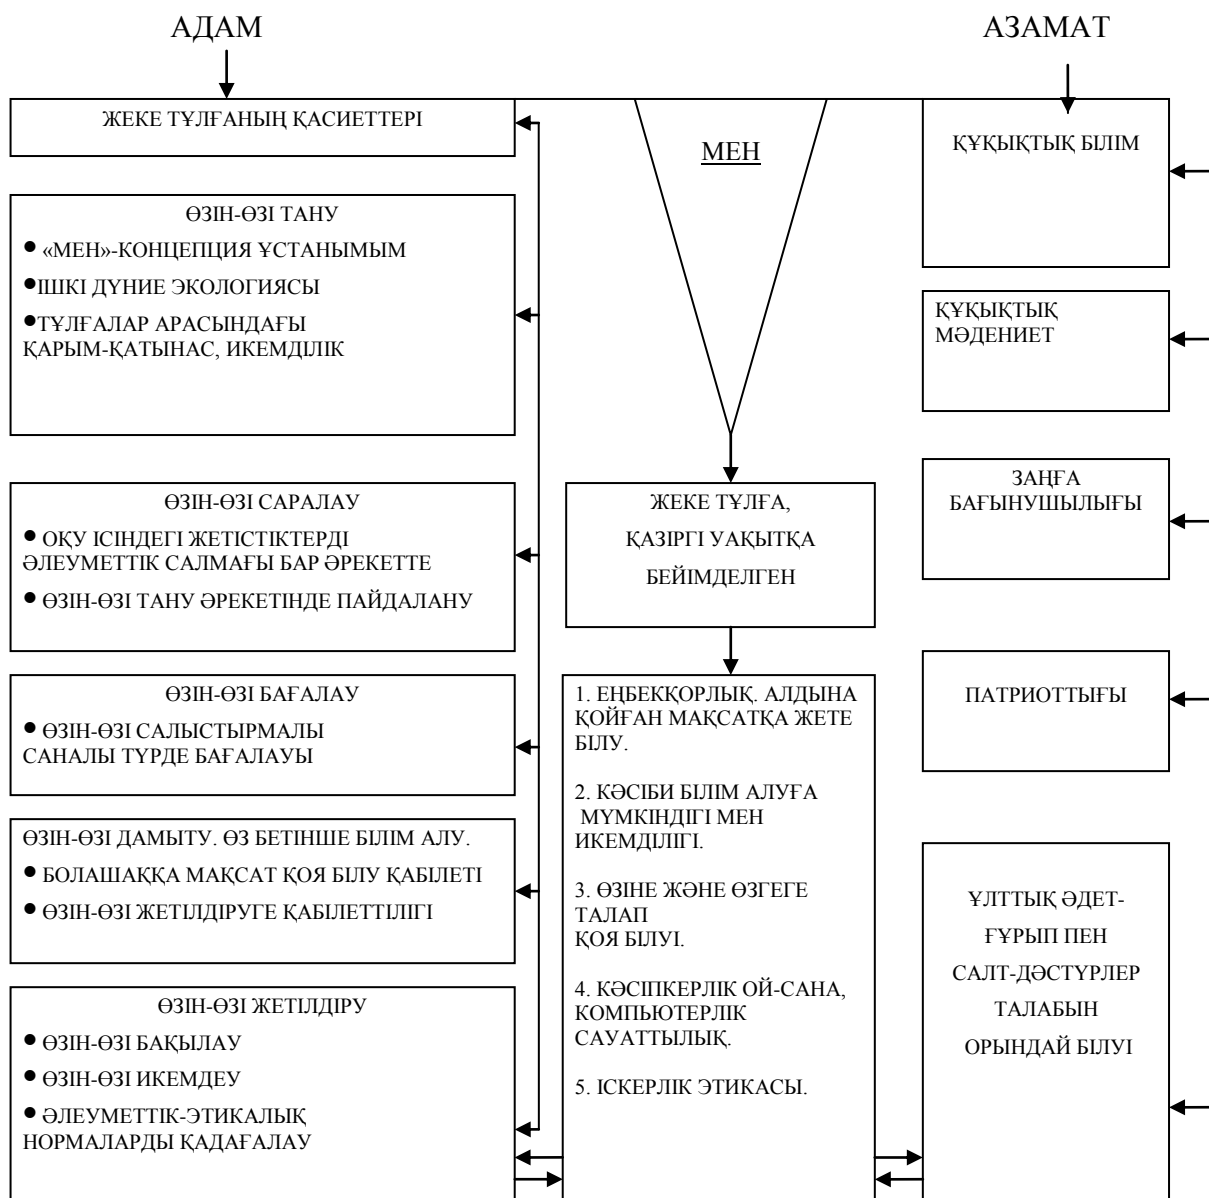 АДАМ
ЖЕКЕ ТҰЛҒАНЫҢ ҚАСИЕТТЕРІ
ӨЗІН-ӨЗІ ТАНУ
● «МЕН»-КОНЦЕПЦИЯ ҰСТАНЫМЫМ
●ІШКІ ДҮНИЕ ЭКОЛОГИЯСЫ
●ТҰЛҒАЛАР АРАСЫНДАҒЫ
ҚАРЫМ-ҚАТЫНАС, ИКЕМДІЛІК
ӨЗІН-ӨЗІ САРАЛАУ
● ОҚУ ІСІНДЕГІ ЖЕТІСТІКТЕРДІ
ӘЛЕУМЕТТІК САЛМАҒЫ БАР ӘРЕКЕТТЕ
● ӨЗІН-ӨЗІ ТАНУ ӘРЕКЕТІНДЕ ПАЙДАЛАНУ
ӨЗІН-ӨЗІ БАҒАЛАУ
● ӨЗІН-ӨЗІ САЛЫСТЫРМАЛЫ
САНАЛЫ ТҮРДЕ БАҒАЛАУЫ
ӨЗІН-ӨЗІ ДАМЫТУ. ӨЗ БЕТІНШЕ БІЛІМ АЛУ.
● БОЛАШАҚҚА МАҚСАТ ҚОЯ БІЛУ ҚАБІЛЕТІ
● ӨЗІН-ӨЗІ ЖЕТІЛДІРУГЕ ҚАБІЛЕТТІЛІГІ
ӨЗІН-ӨЗІ ЖЕТІЛДІРУ
● ӨЗІН-ӨЗІ БАҚЫЛАУ
● ӨЗІН-ӨЗІ ИКЕМДЕУ
● ӘЛЕУМЕТТІК-ЭТИКАЛЫҚ
НОРМАЛАРДЫ ҚАДАҒАЛАУ
МЕН
ЖЕКЕ ТҰЛҒА,
ҚАЗІРГІ УАҚЫТҚА
БЕЙІМДЕЛГЕН
1. ЕҢБЕКҚОРЛЫҚ. АЛДЫНА
ҚОЙҒАН МАҚСАТҚА ЖЕТЕ
БІЛУ.
2. КӘСІБИ БІЛІМ АЛУҒА
МҮМКІНДІГІ МЕН
ИКЕМДІЛІГІ.
3. ӨЗІНЕ ЖӘНЕ ӨЗГЕГЕ
ТАЛАП
ҚОЯ БІЛУІ.
4. КӘСІПКЕРЛІК ОЙ-САНА,
КОМПЬЮТЕРЛІК
САУАТТЫЛЫҚ.
5. ІСКЕРЛІК ЭТИКАСЫ.
АЗАМАТ
ҚҰҚЫҚТЫҚ БІЛІМ
ҚҰҚЫҚТЫҚ
МӘДЕНИЕТ
ЗАҢҒА
БАҒЫНУШЫЛЫҒЫ
ПАТРИОТТЫҒЫ
ҰЛТТЫҚ ӘДЕТ-
ҒҰРЫП ПЕН
САЛТ-ДӘСТҮРЛЕР
ТАЛАБЫН
ОРЫНДАЙ БІЛУІ